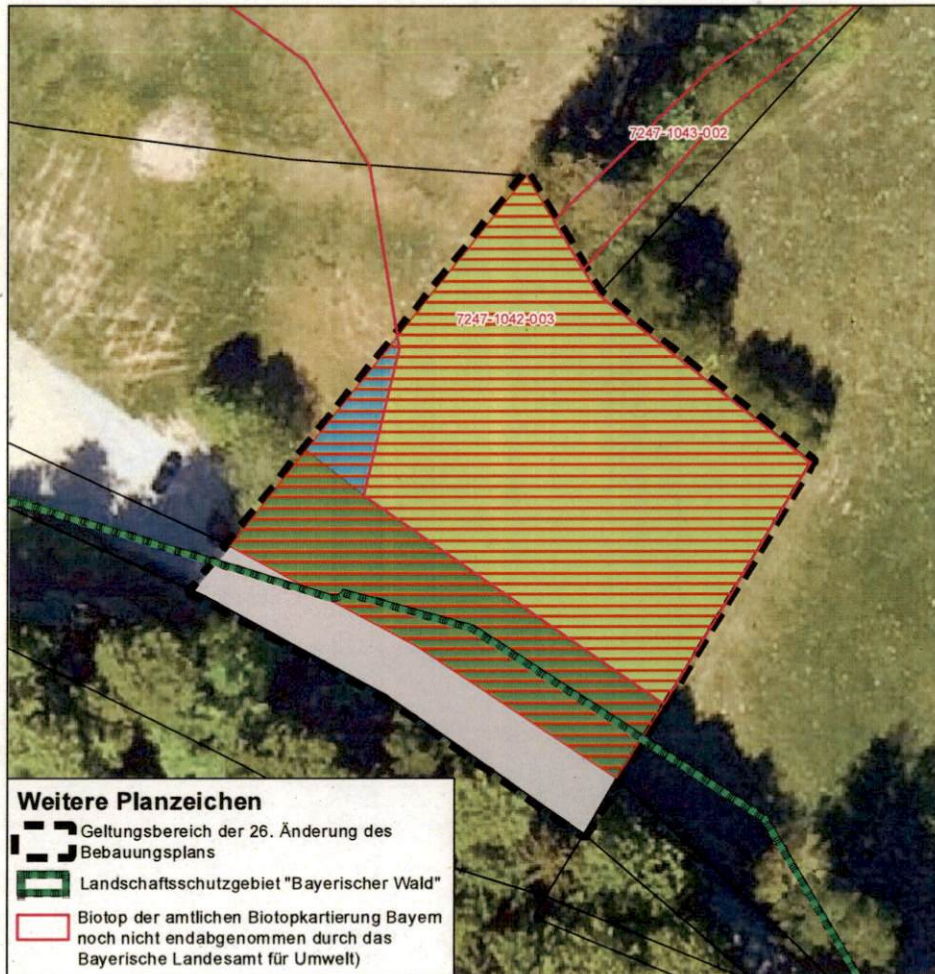 7247-1043-002
7247-1042-003
Weitere Planzeichen
Geltungsbereich der 26. Änderung des
Bebauungsplans
Landschaftsschutzgebiet "Bayerischer Wald"
Biotop der amtlichen Biotopkartierung Bayern
noch nicht endabgenommen durch das
Bayerische Landesamt für Umwelt)